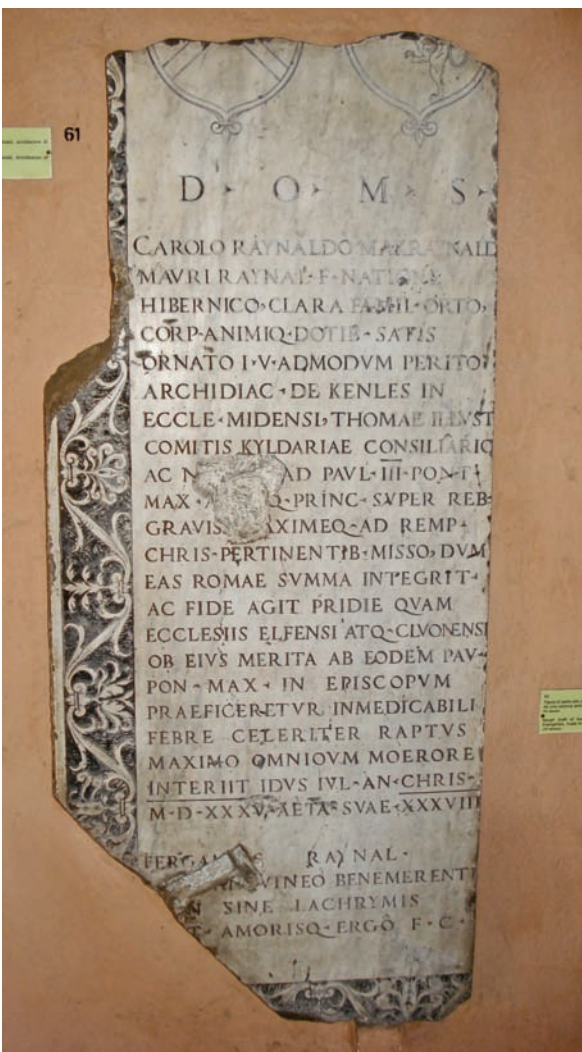 61
D · O · M · S ·
CAROLO RAYNALDO MAKRAYNALD
MAVRI RAYNAL · F · NATIONE
HIBERNICO, CLARA FAMIL · ORTO,
CORP · ANIMIQ · DOTIB · SATIS
ORNATO I · V · ADMODVM PERITO,
ARCHIDIAC · DE KENLES IN
ECCLE · MIDENSI, THOMAE ILLVST
COMITIS KYLDARIAE CONSILIARIO
AC AD PAVL · III · PONT ·
MAX · Q · PRINC · SVPER REB ·
GRAVISS AXIMEQ · AD REMP ·
CHRIS · PERTINENTIB · MISSO, DVM
EAS ROMAE SVMMA INTEGRIT ·
AC FIDE AGIT PRIDIE QVAM
ECCLESIIS ELFENSI ATQ · CLVONENSI
OB EIVS MERITA AB EODEM PAV ·
PON · MAX · IN EPISCOPVM
PRAEFICERETVR INMEDICABILI
FEBRE CELERITER RAPTVS
MAXIMO OMNIOVM MOERORE
INTERIIT IDVS IVL · AN · CHRIS ·
M · D · XXXV, AETA · SVAE · XXXVIII
RAYNAL ·
VINEO BENEMERENTI
SINE LACHRYMIS
AMORISQ · ERGO F · C ·